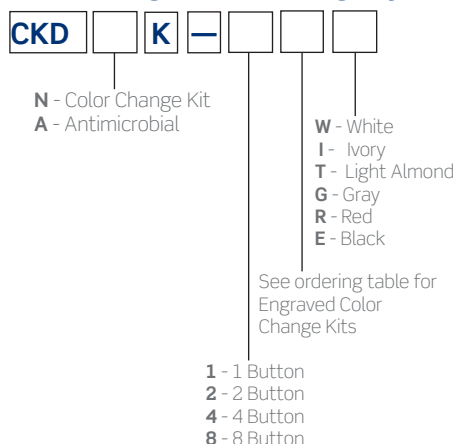 CKD K —
N - Color Change Kit
A - Antimicrobial
W - White
I - Ivory
T - Light Almond
G - Gray
R - Red
E - Black
See ordering table for
Engraved Color
Change Kits
1 - 1 Button
2 - 2 Button
4 - 4 Button
8 - 8 Button